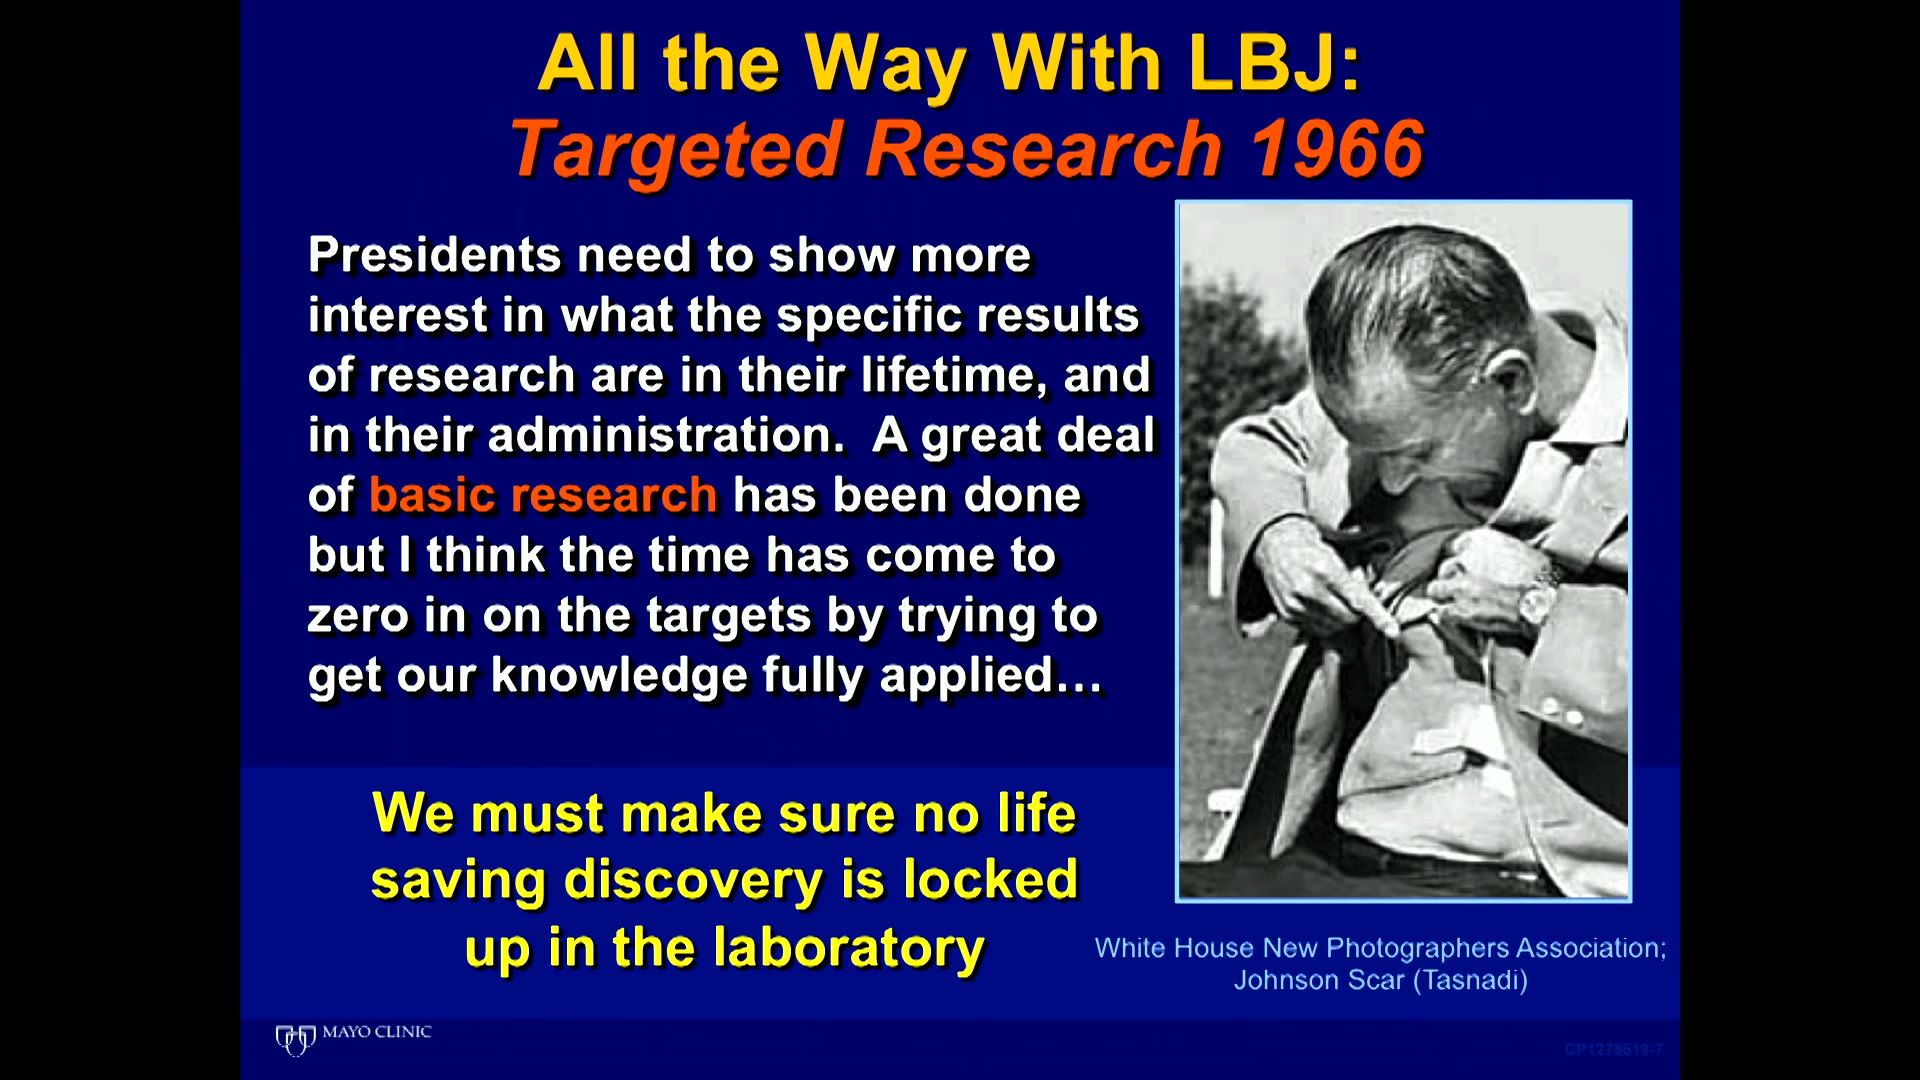 All the Way With LBJ:
Targeted Research 1966
Presidents need to show more
interest in what the specific results
of research are in their lifetime, and
in their administration.  A great deal
of basic research has been done
but I think the time has come to
zero in on the targets by trying to
get our knowledge fully applied…
We must make sure no life
saving discovery is locked
up in the laboratory
White House New Photographers Association;
Johnson Scar (Tasnadi)
MAYO CLINIC
CP1278619-7